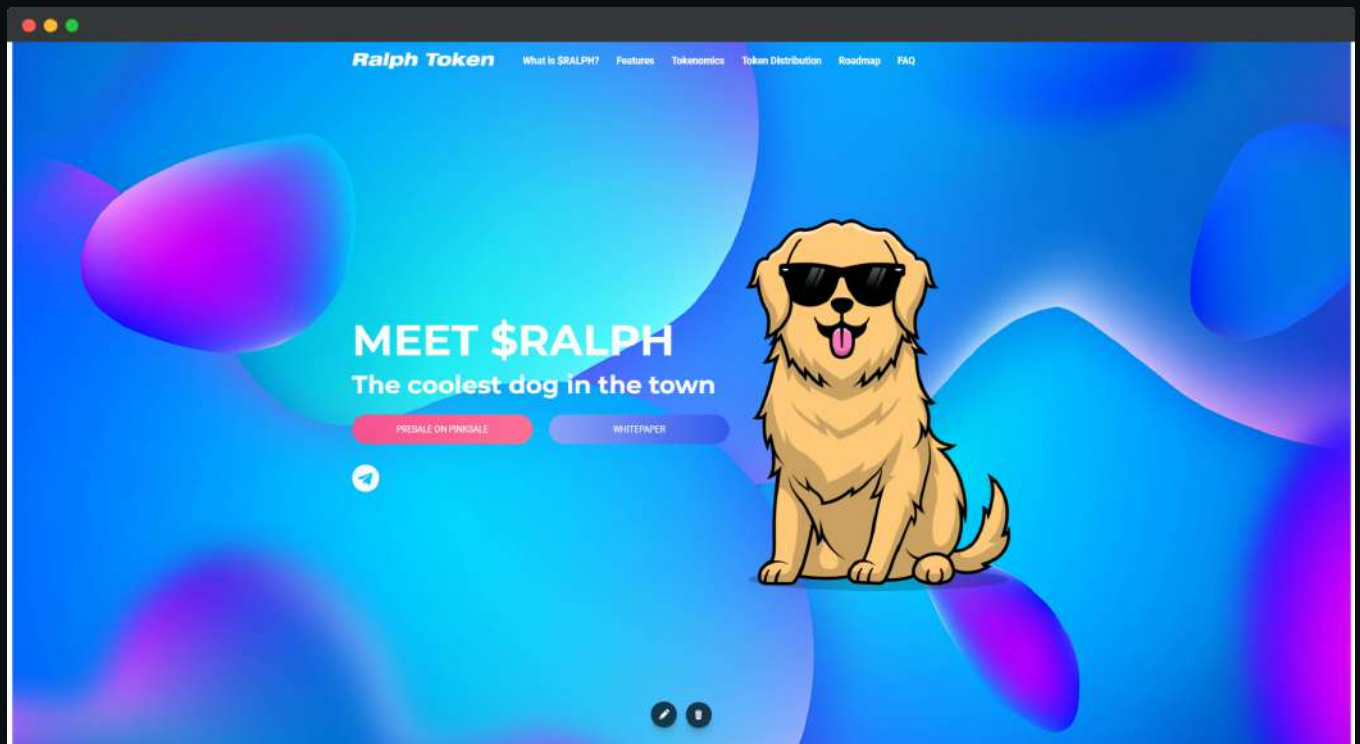 Ralph Token What is $RALPH? Features Tokenomics Token Distribution Roadmap FAQ
MEET $RALPH
The coolest dog in the town
PRESALE ON PINKSALE WHITEPAPER